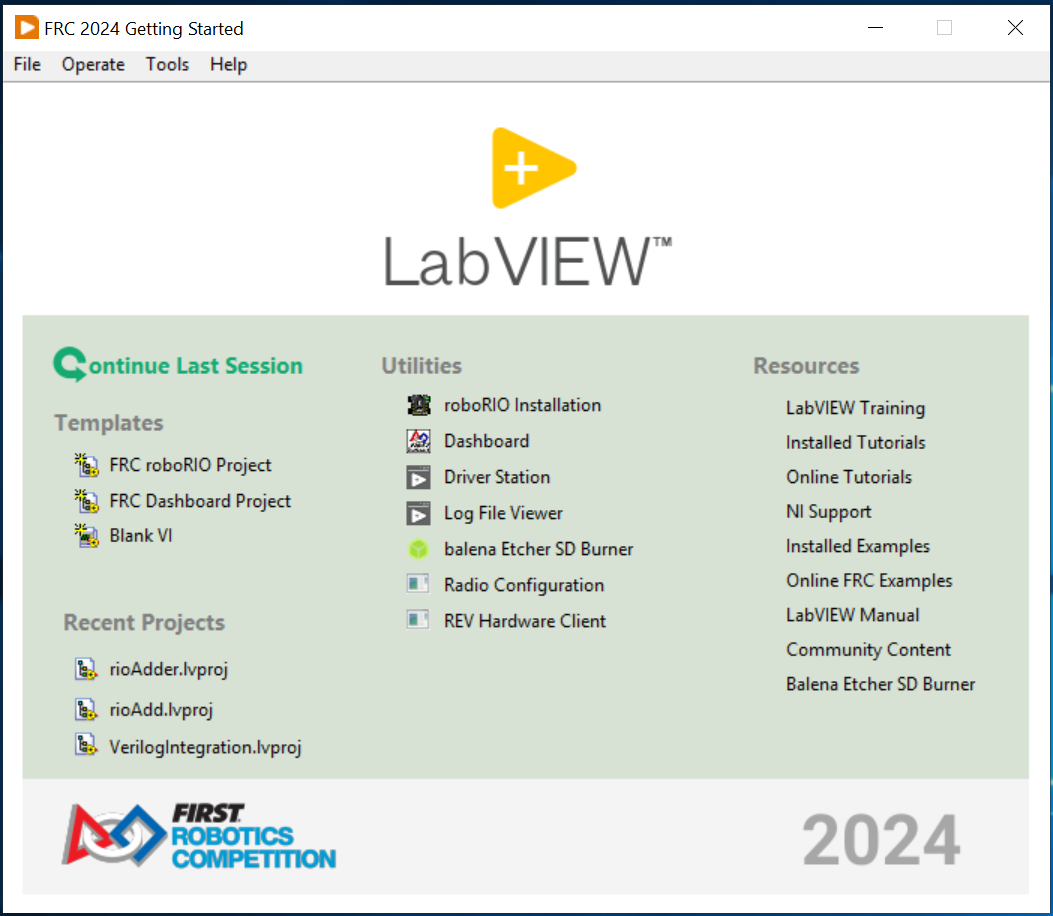 FRC 2024 Getting Started
File Operate Tools Help
LabVIEW™
Continue Last Session
Templates
FRC roboRIO Project
FRC Dashboard Project
Blank VI
Recent Projects
rioAdder.lvproj
rioAdd.lvproj
VerilogIntegration.lvproj
Utilities
roboRIO Installation
Dashboard
Driver Station
Log File Viewer
balena Etcher SD Burner
Radio Configuration
REV Hardware Client
Resources
LabVIEW Training
Installed Tutorials
Online Tutorials
NI Support
Installed Examples
Online FRC Examples
LabVIEW Manual
Community Content
Balena Etcher SD Burner
FIRST
ROBOTICS
COMPETITION
2024